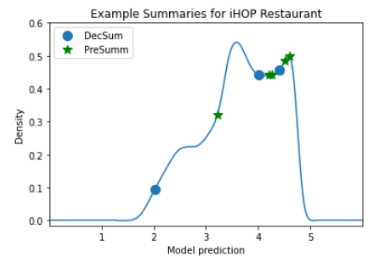 Example Summaries for iHOP Restaurant
0.6
0.5
0.4
0.3
0.2
0.1
0.0
Density
DecSum
PreSumm
1 2 3 4 5
Model prediction